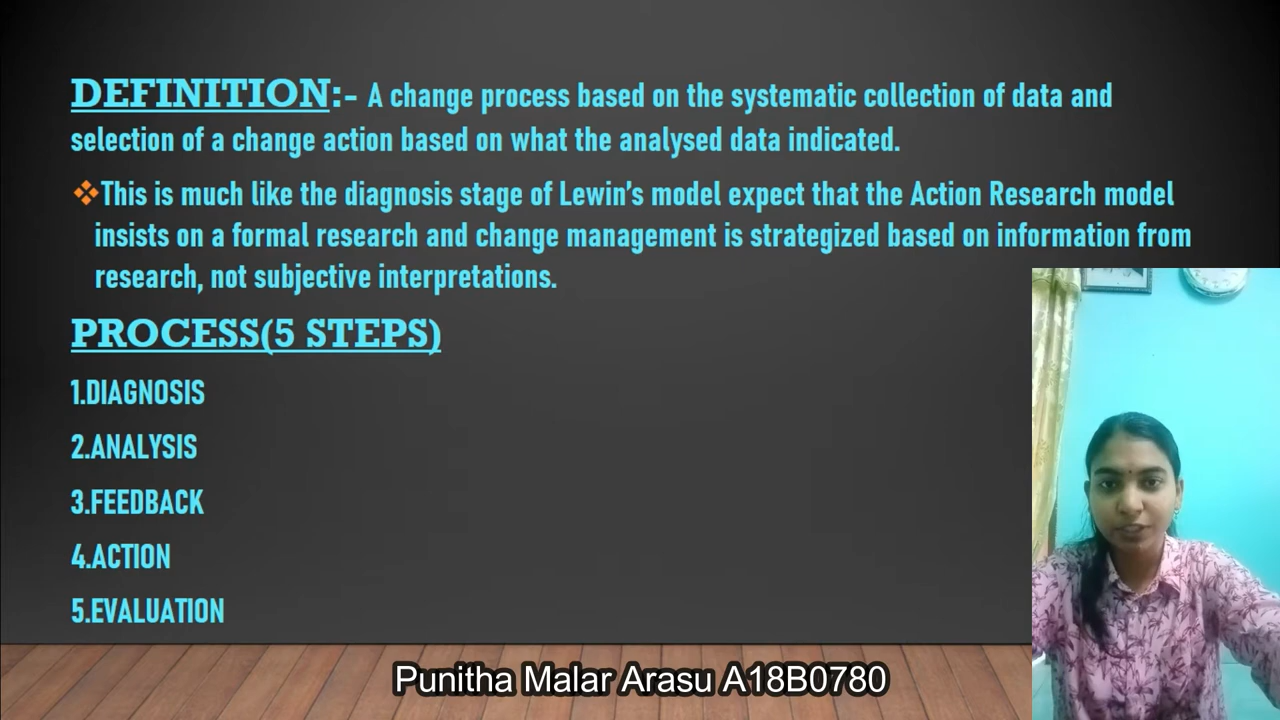 DEFINITION:- A change process based on the systematic collection of data and
selection of a change action based on what the analysed data indicated.
❖This is much like the diagnosis stage of Lewin’s model expect that the Action Research model
insists on a formal research and change management is strategized based on information from
research, not subjective interpretations.
PROCESS(5 STEPS)
1.DIAGNOSIS
2.ANALYSIS
3.FEEDBACK
4.ACTION
5.EVALUATION
Punitha Malar Arasu A18B0780